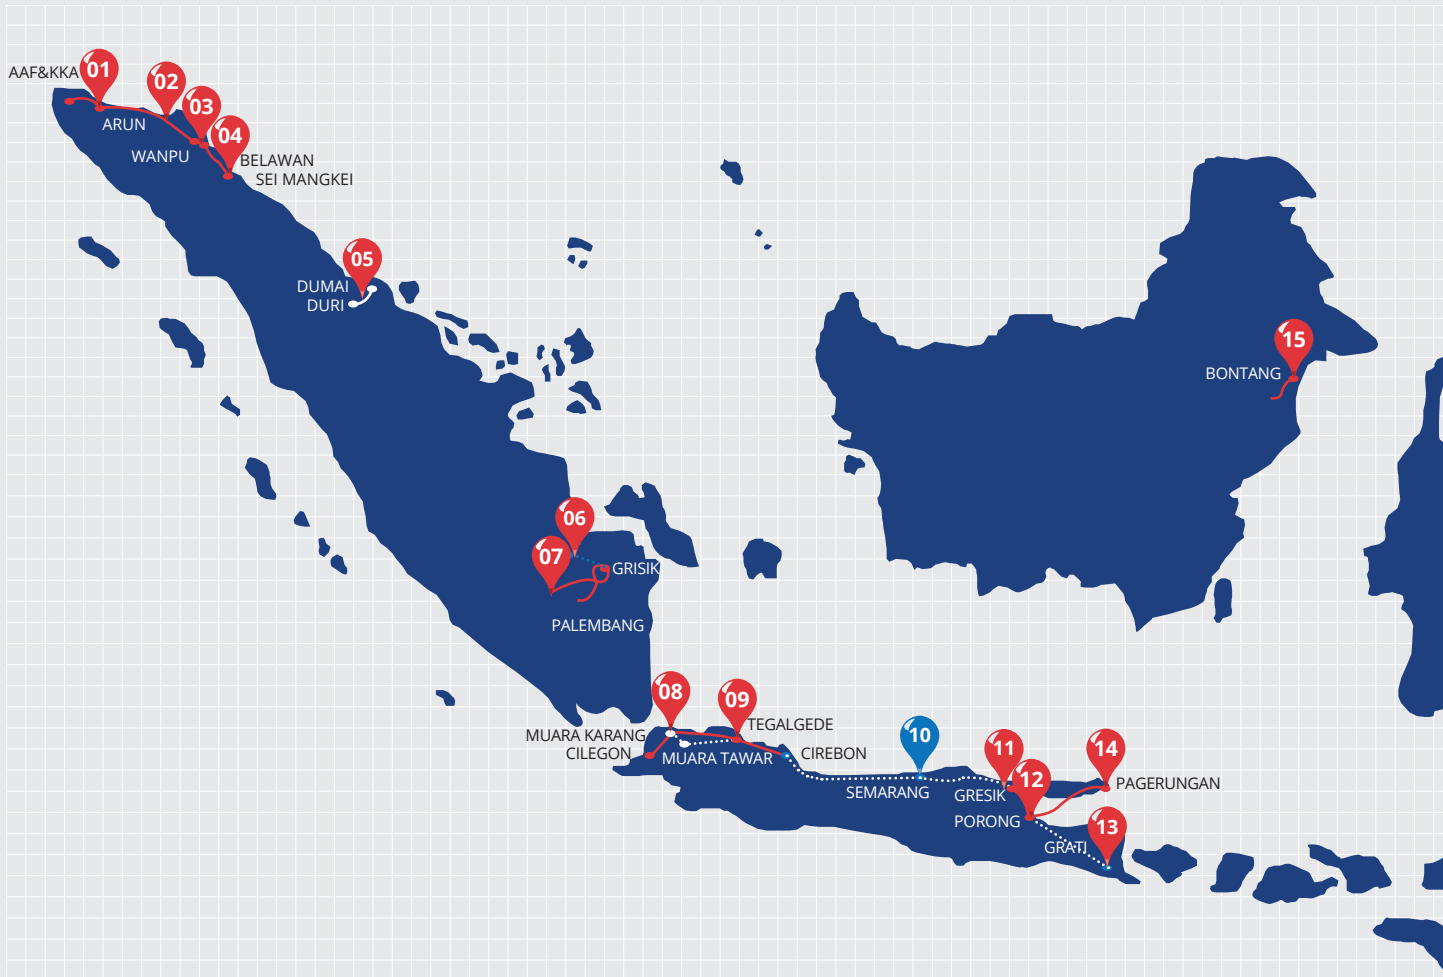 AAF&KKA
01
02
03
04
ARUN
WANPU
BELAWAN
SEI MANGKEI
05
DUMAI
DURI
15
BONTANG
06
07
GRISIK
PALEMBANG
08
09
TEGALGEDE
MUARA KARANG
CILEGON
MUARA TAWAR
CIREBON
10
SEMARANG
11
12
14
GRESIK
PAGERUNGAN
PORONG
13
GRATI